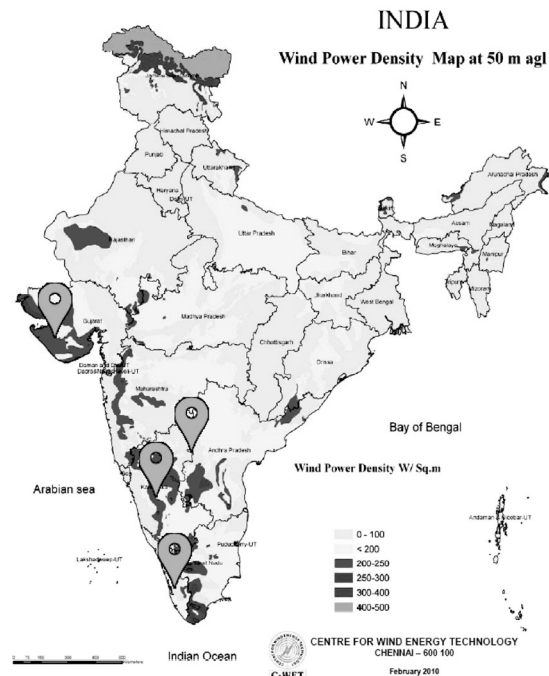 INDIA
Wind Power Density Map at 50 m agl
N
W E
S
Himachal Pradesh
Punjab
Uttarakhand
Haryana
Delhi-UT
Arunachal Pradesh
Rajasthan
Uttar Pradesh
Assam
Nagaland
Meghalaya
Manipur
Bihar
Tripura
Mizoram
Gujarat
Madhya Pradesh
Jharkhand
West Bengal
Chhattisgarh
Orissa
Daman and Diu-UT
Maharashtra
Andhra Pradesh
Bay of Bengal
Wind Power Density W/ Sq.m
Arabian sea
0 - 100
< 200
200-250
250-300
300-400
400-500
Andaman & Nicobar-UT
Puducherry-UT
Tamil Nadu
Lakshadweep-UT
Indian Ocean
C-WET
CENTRE FOR WIND ENERGY TECHNOLOGY
CHENNAI – 600 100
February 2010